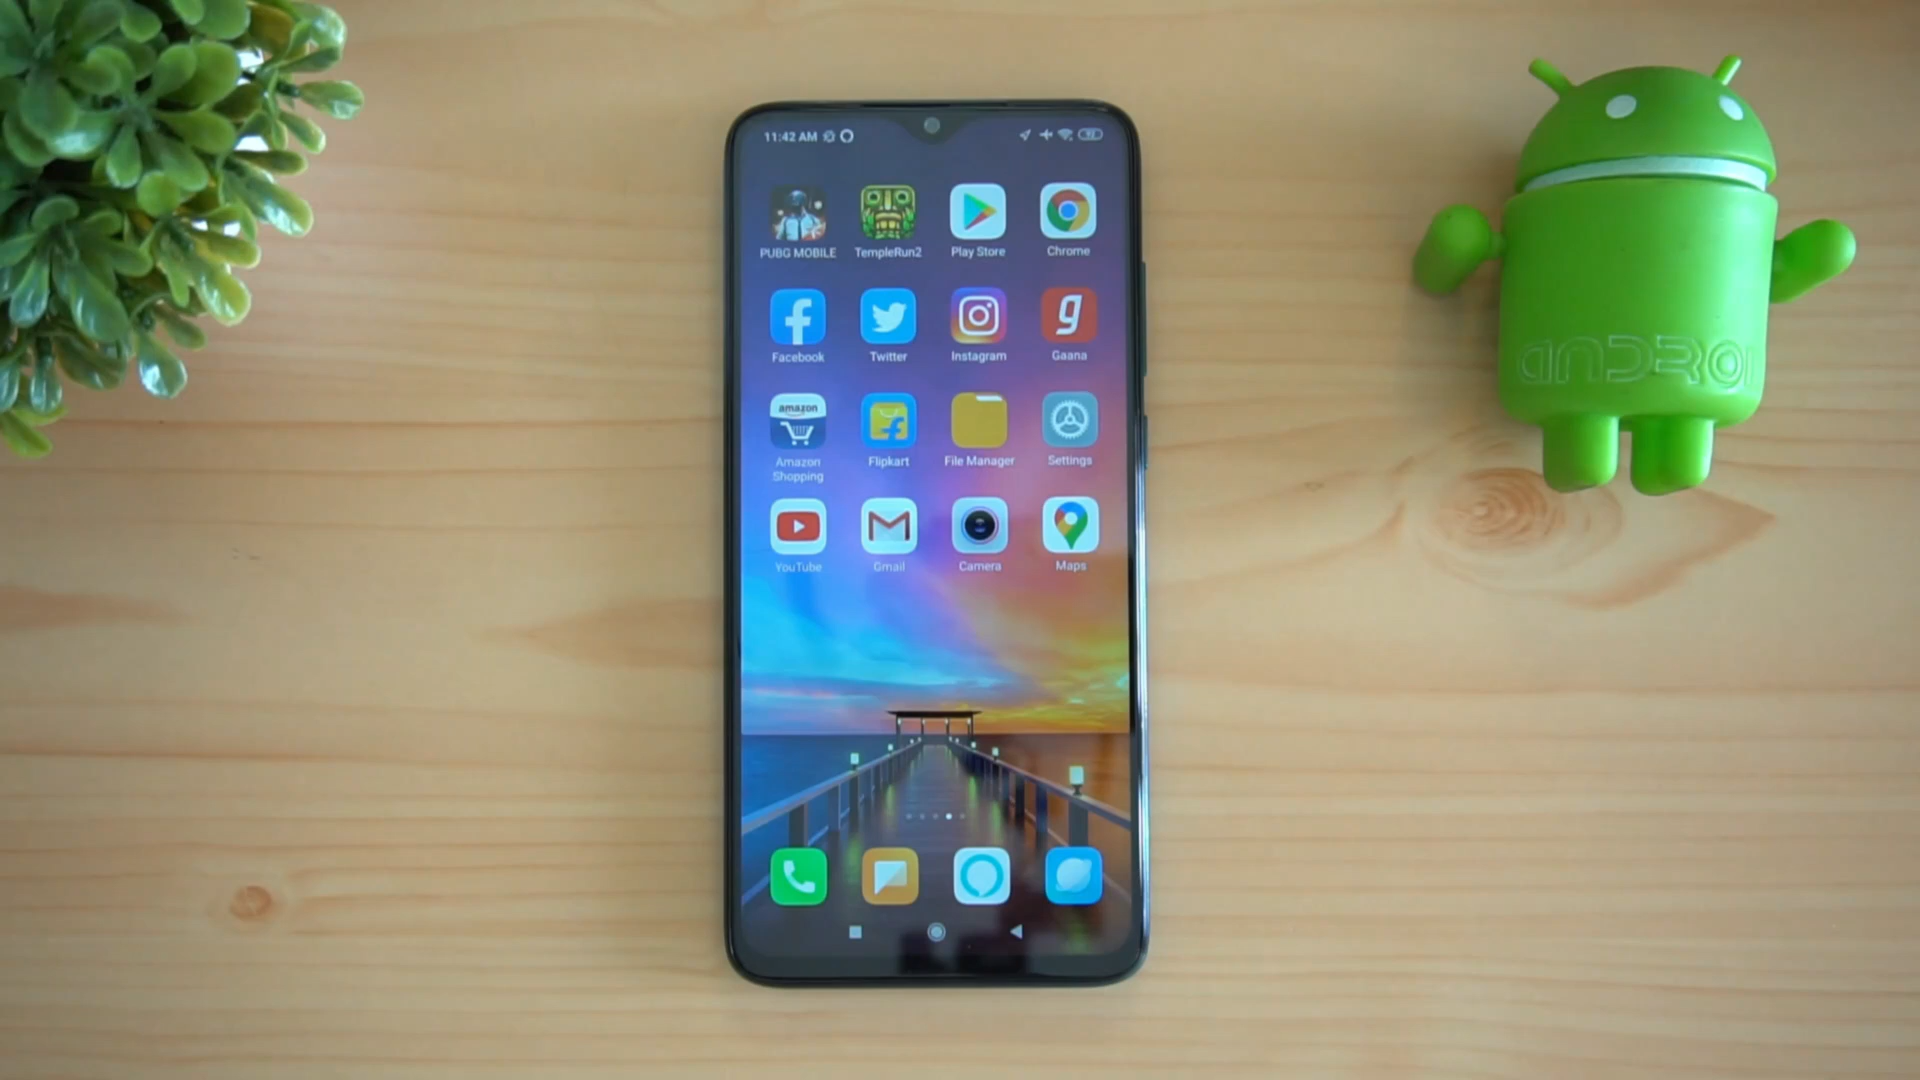 11:42 AM
PUBG MOBILE TempleRun2 Play Store Chrome
Facebook Twitter Instagram Gaana
amazon
Amazon Shopping Flipkart File Manager Settings
YouTube Gmail Camera Maps
ANDROI